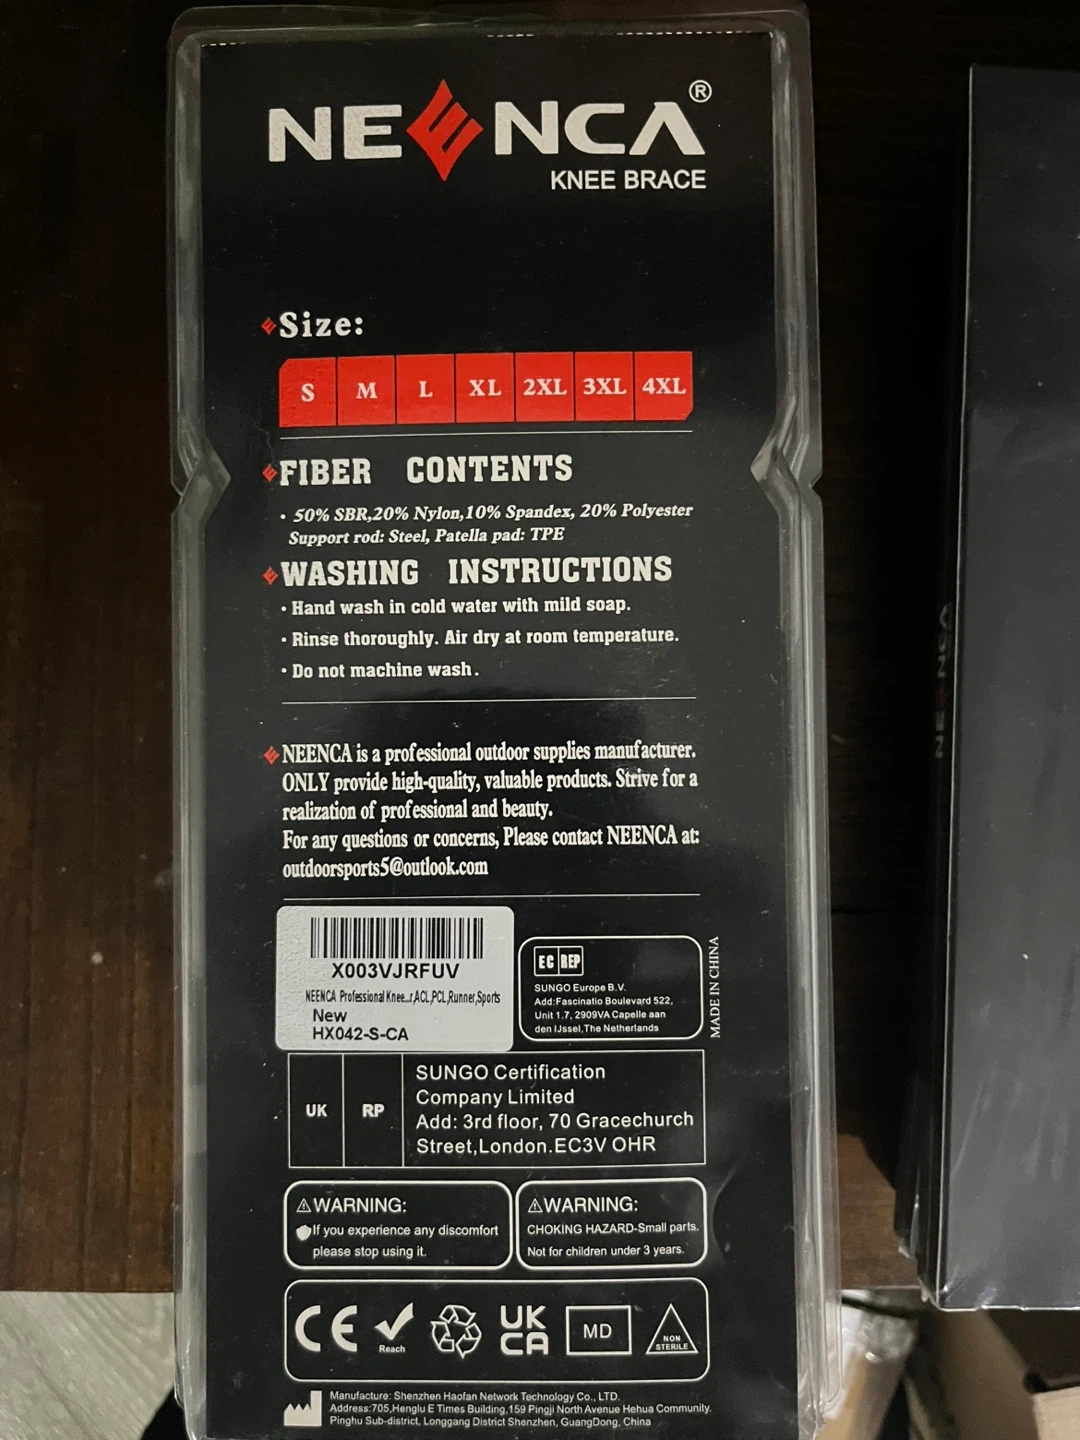 NEENCA®
KNEE BRACE
Size:
S M L XL 2XL 3XL 4XL
FIBER CONTENTS
· 50% SBR,20% Nylon,10% Spandex, 20% Polyester
Support rod: Steel, Patella pad: TPE
WASHING INSTRUCTIONS
· Hand wash in cold water with mild soap.
· Rinse thoroughly. Air dry at room temperature.
· Do not machine wash.
NEENCA is a professional outdoor supplies manufacturer.
ONLY provide high-quality, valuable products. Strive for a
realization of professional and beauty.
For any questions or concerns, Please contact NEENCA at:
outdoorsports5@outlook.com
X003VJRFUV
NEENCA Professional Knee...r,ACL,PCL,Runner,Sports
New
HX042-S-CA
EC REP
SUNGO Europe B.V.
Add:Fascinatio Boulevard 522,
Unit 1.7, 2909VA Capelle aan
den IJssel,The Netherlands
MADE IN CHINA
UK RP
SUNGO Certification
Company Limited
Add: 3rd floor, 70 Gracechurch
Street,London.EC3V OHR
⚠WARNING:
If you experience any discomfort
please stop using it.
⚠WARNING:
CHOKING HAZARD-Small parts.
Not for children under 3 years.
CE
Reach
UK
CA
MD
NON
STERILE
Manufacture: Shenzhen Haofan Network Technology Co., LTD.
Address:705,Henglu E Times Building,159 Pingji North Avenue Hehua Community.
Pinghu Sub-district, Longgang District Shenzhen, GuangDong, China
NEENCA